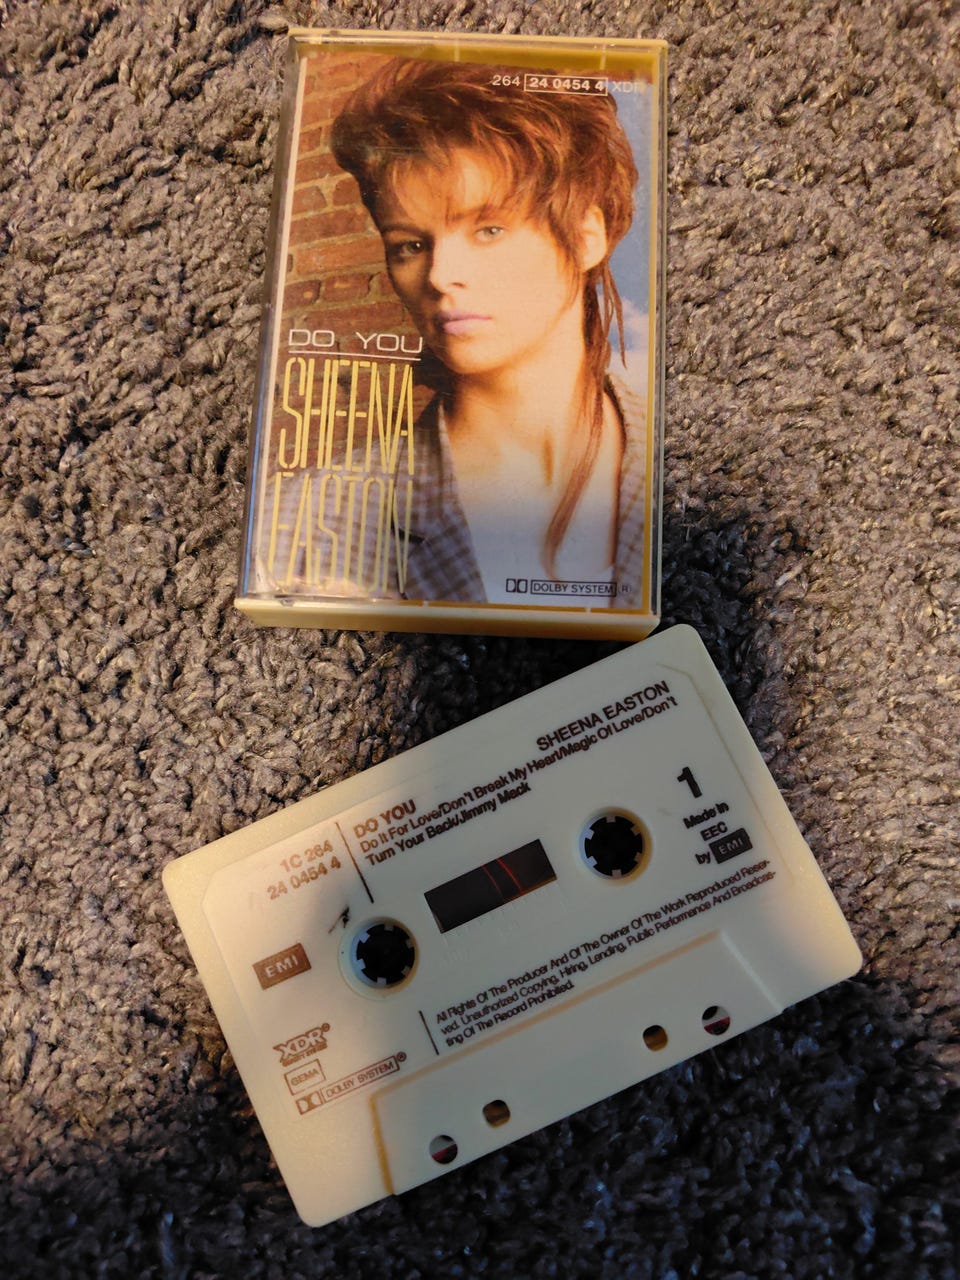 264 24 0454 4 XDR
DO YOU
SHEENA
EASTON
DOLBY SYSTEM R
SHEENA EASTON
DO YOU
Do It For Love/Don't Break My Heart/Magic Of Love/Don't
Turn Your Back/Jimmy Mack
1C 264
24 0454 4
1
Made in
EEC
by EMI
EMI
All Rights Of The Producer And Of The Owner Of The Work Reproduced Reser-
ved. Unauthorized Copying, Hiring, Lending, Public Performance And Broadcas-
ting Of The Record Prohibited.
XDR®
GEMA
DOLBY SYSTEM®